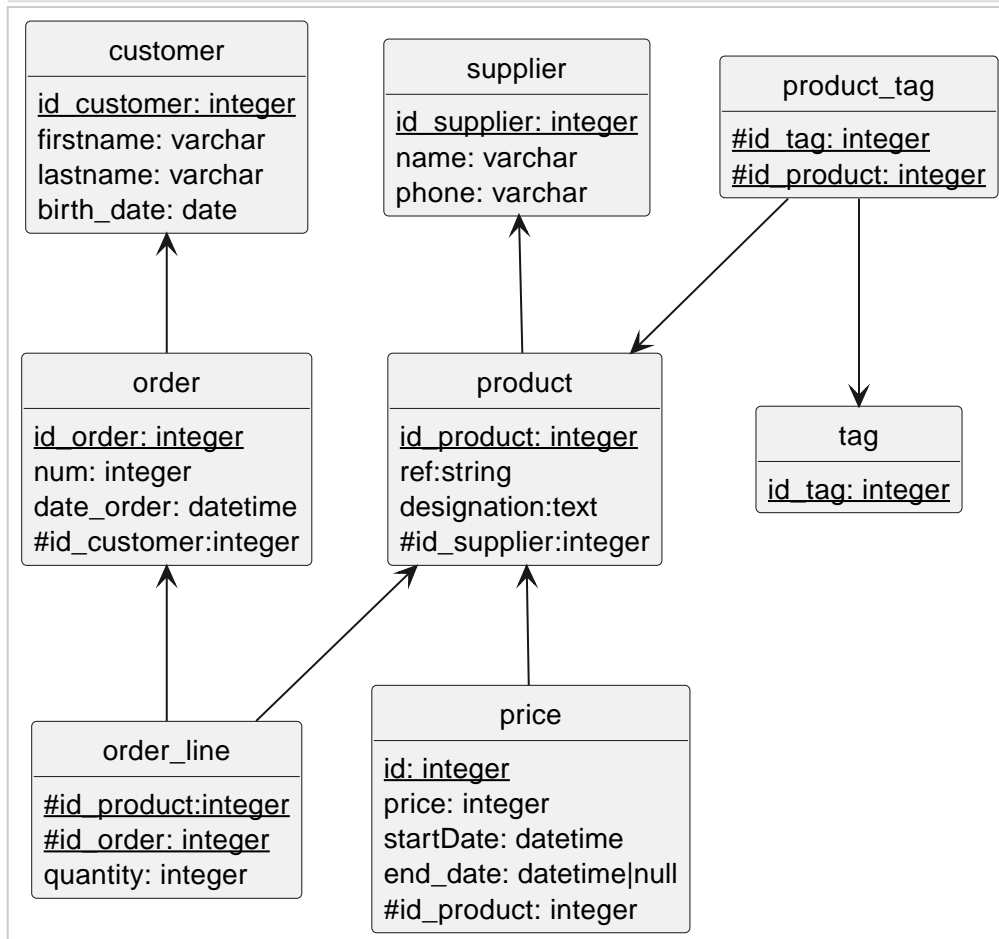 customer
id_customer: integer
firstname: varchar
lastname: varchar
birth_date: date
supplier
id_supplier: integer
name: varchar
phone: varchar
product_tag
#id_tag: integer
#id_product: integer
order
id_order: integer
num: integer
date_order: datetime
#id_customer:integer
product
id_product: integer
ref:string
designation:text
#id_supplier:integer
tag
id_tag: integer
order_line
#id_product:integer
#id_order: integer
quantity: integer
price
id: integer
price: integer
startDate: datetime
end_date: datetime|null
#id_product: integer